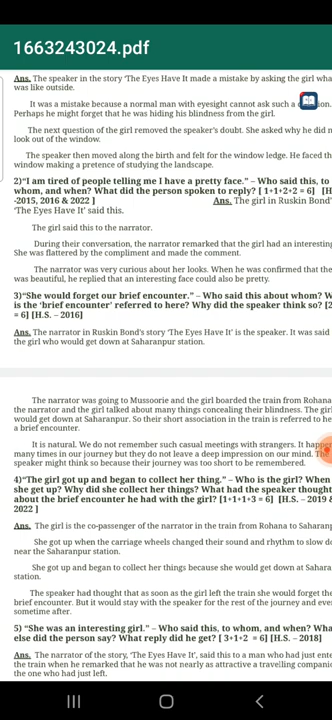 1663243024.pdf
Ans. The speaker in the story 'The Eyes Have It made a mistake by asking the girl wha
was like outside.
It was a mistake because a normal man with eyesight cannot ask such a
Perhaps he might fear that he was hiding his blindness from the girl.
The next question of the girl removed the speaker's doubt. She asked why he did n
look out of the window.
The speaker then moved along the birth and felt for the window ledge. He faced th
window making a pretence of studying the landscape.
2)"I am tired of people telling me I have a pretty face." – Who said this, to
whom, and when? What did the person spoken to reply? [ 1+1+2+2 = 6] [H
-2015, 2016 & 2022 ] Ans. The girl in Ruskin Bond'
'The Eyes Have It' said this.
The girl said this to the narrator.
During their conversation, the narrator remarked that the girl had an interesting
She was flattered by the compliment and made the comment.
The narrator was very curious about her looks. When he was confirmed that the
was beautiful, he replied that an interesting face could also be pretty.
3)"She would forget our brief encounter." – Who said this about whom? W
is the 'brief encounter' referred to here? Why did the speaker think so? [2
= 6] [H.S. – 2016]
Ans. The narrator in Ruskin Bond's story 'The Eyes Have It' is the speaker. It was said
the girl who would get down at Saharanpur station.
The narrator was going to Mussoorie and the girl boarded the train from Rohana
the narrator and the girl talked about many things concealing their blindness. The gir
would get down at Saharanpur. So their short association in the train is referred to he
a brief encounter.
It is natural. We do not remember such casual meetings with strangers. It happe
many times in our journey but they do not leave a deep impression on our mind. The
speaker might think so because their journey was too short to be remembered.
4)"The girl got up and began to collect her thing." – Who is the girl? When
she get up? Why did she collect her things? What had the speaker thought
about the brief encounter he had with the girl? [1+1+1+3 = 6] [H.S. – 2019 &
2022 ]
Ans. The girl is the co-passenger of the narrator in the train from Rohana to Saharanp
She got up when the carriage wheels changed their sound and rhythm to slow do
near the Saharanpur station.
She got up and began to collect her things because she would get down at Sahara
station.
The speaker had thought that as soon as the girl left the train she would forget the
brief encounter. But it would stay with the speaker for the rest of the journey and eve
sometime after.
5) "She was an interesting girl." – Who said this, to whom, and when? Wha
else did the person say? What reply did he get? [ 3+1+2 = 6] [H.S. – 2018]
Ans. The narrator of the story, 'The Eyes Have It', said this to a man who had just ente
the train when he remarked that he was not nearly as attractive a travelling companio
the one who had just left.